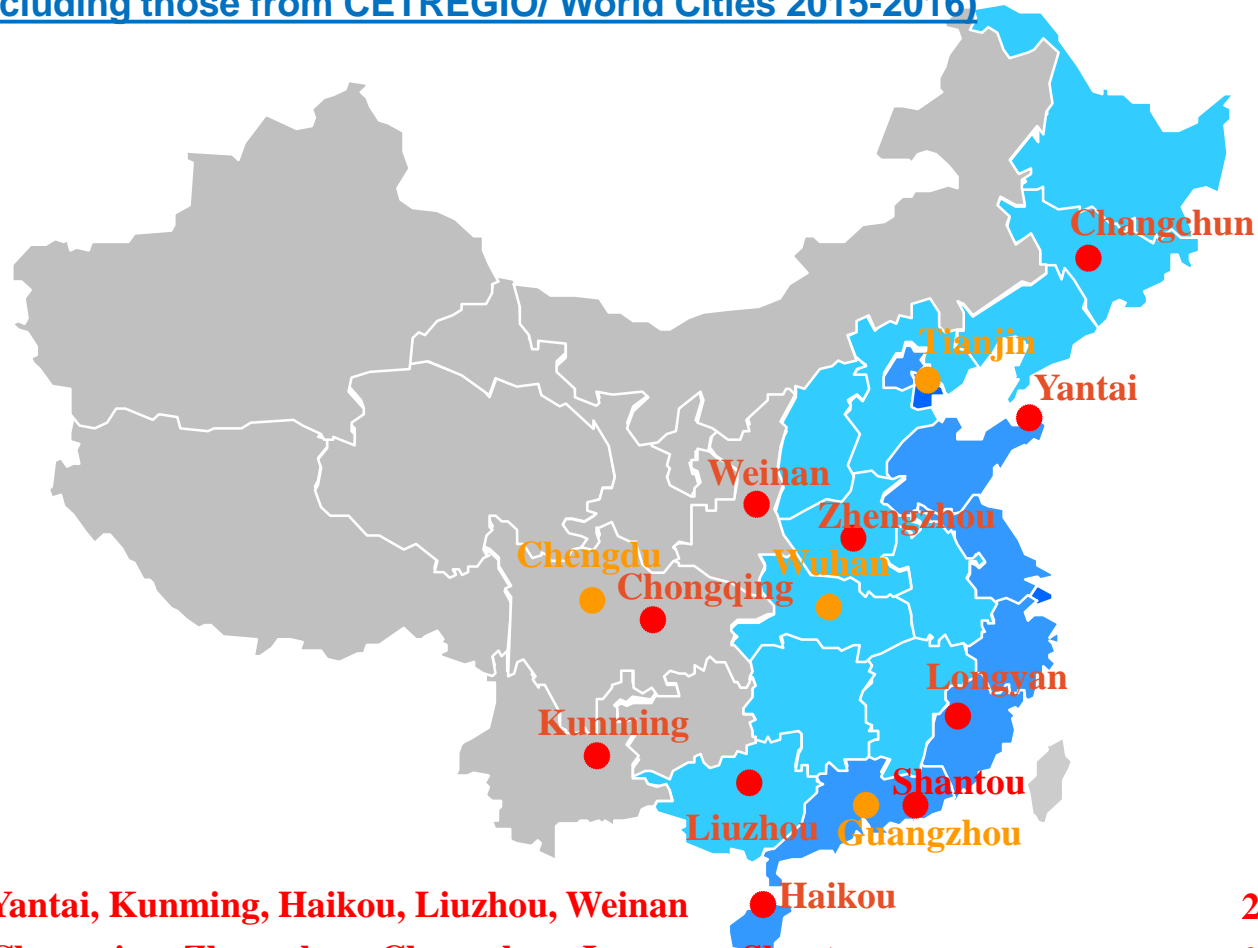 cluding those from CETREGIO/ World Cities 2015-2016)
Changchun
Tianjin
Yantai
Weinan
Zhengzhou
Chengdu
Wuhan
Chongqing
Longyan
Kunming
Shantou
Liuzhou
Guangzhou
Haikou
Yantai, Kunming, Haikou, Liuzhou, Weinan
2